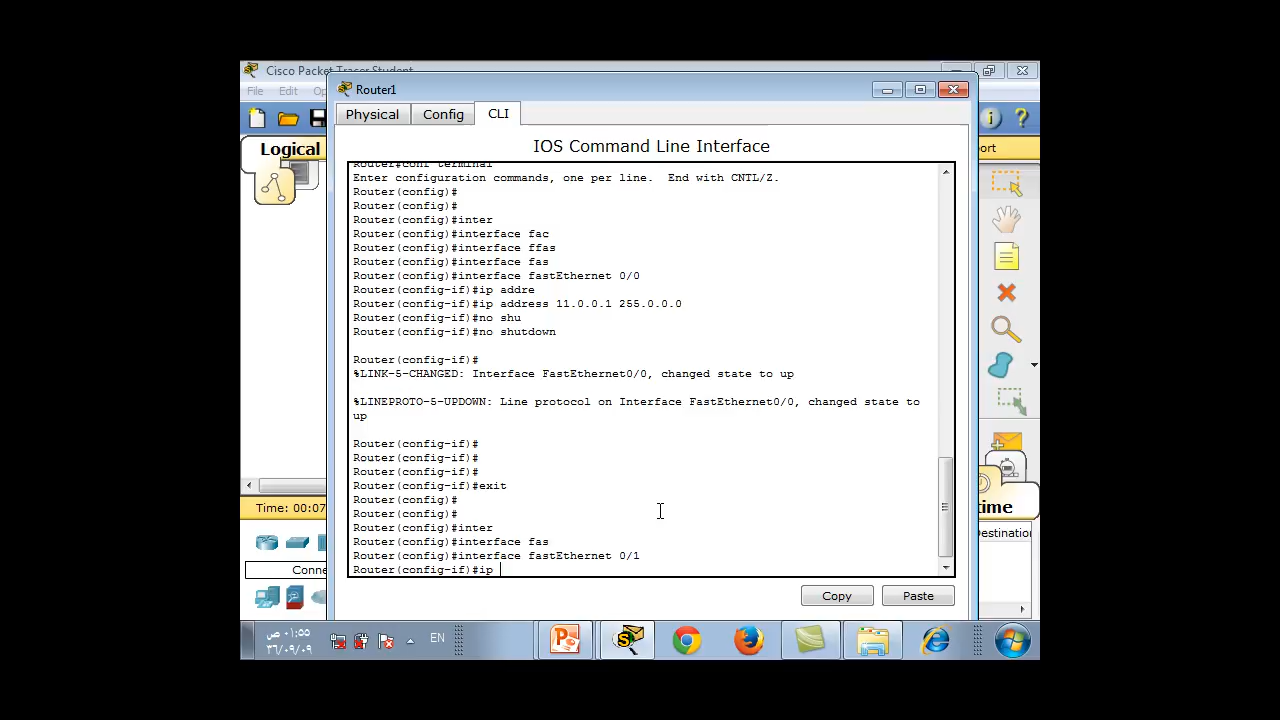 Cisco Packet Tracer Student
File Edit Op
Router1
Physical Config CLI
IOS Command Line Interface
Logical
port
Router#conf terminal
Enter configuration commands, one per line.  End with CNTL/Z.
Router(config)#
Router(config)#
Router(config)#inter
Router(config)#interface fac
Router(config)#interface ffas
Router(config)#interface fas
Router(config)#interface fastEthernet 0/0
Router(config-if)#ip addre
Router(config-if)#ip address 11.0.0.1 255.0.0.0
Router(config-if)#no shu
Router(config-if)#no shutdown
Router(config-if)#
%LINK-5-CHANGED: Interface FastEthernet0/0, changed state to up
%LINEPROTO-5-UPDOWN: Line protocol on Interface FastEthernet0/0, changed state to
up
Router(config-if)#
Router(config-if)#
Router(config-if)#
Router(config-if)#exit
Router(config)#
Router(config)#
Router(config)#inter
Router(config)#interface fas
Router(config)#interface fastEthernet 0/1
Router(config-if)#ip
Time: 00:07
time
Destination
Conne
Copy Paste
EN
٠١:٥٥ ص
٣٦/٠٩/٠٩